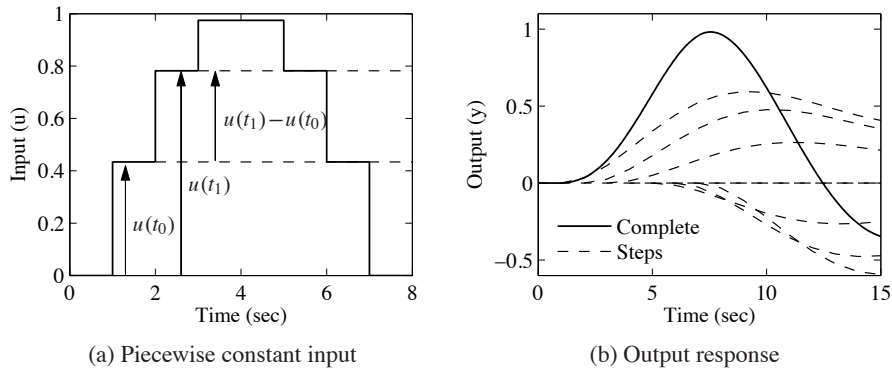 1
0.8
0.6
0.4
0.2
0
Input (u)
u(t₁)−u(t₀)
u(t₁)
u(t₀)
0 2 4 6 8
Time (sec)
(a) Piecewise constant input
1
0.5
0
−0.5
Output (y)
Complete
Steps
0 5 10 15
Time (sec)
(b) Output response